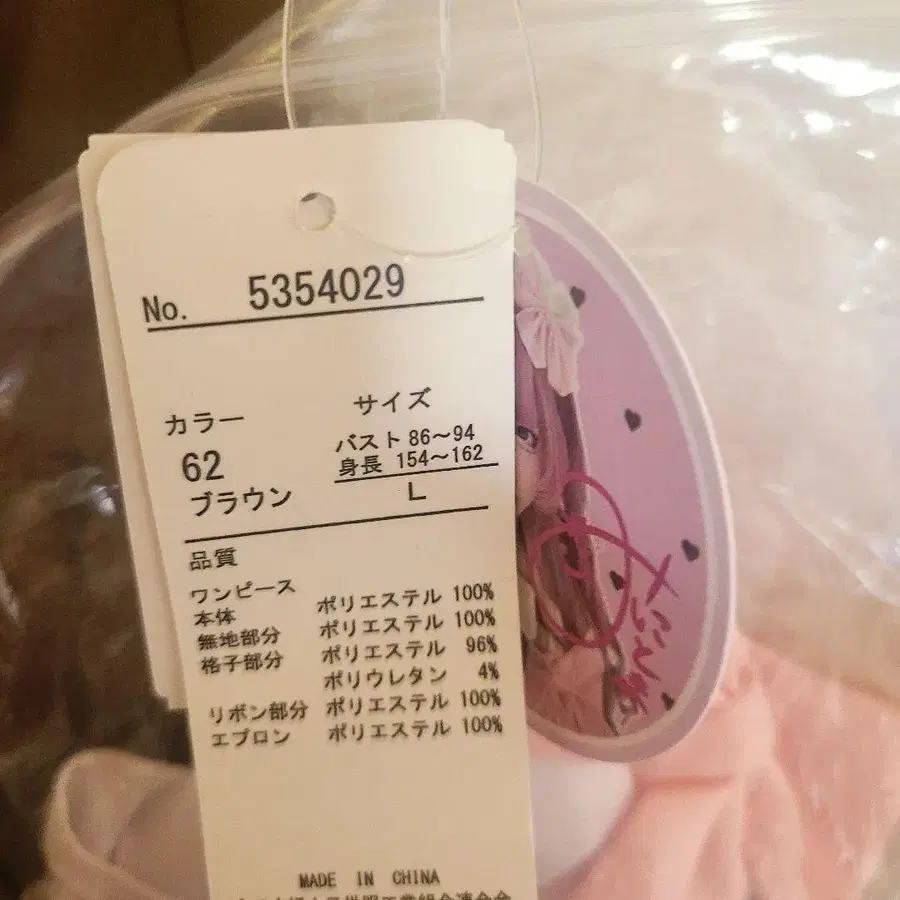 No. 5354029
カラー
サイズ
62
ブラウン
バスト 86～94
身長 154～162
L
品質
ワンピース
本体 ポリエステル 100%
無地部分 ポリエステル 100%
格子部分 ポリエステル 96%
ポリウレタン 4%
リボン部分 ポリエステル 100%
エプロン ポリエステル 100%
MADE IN CHINA